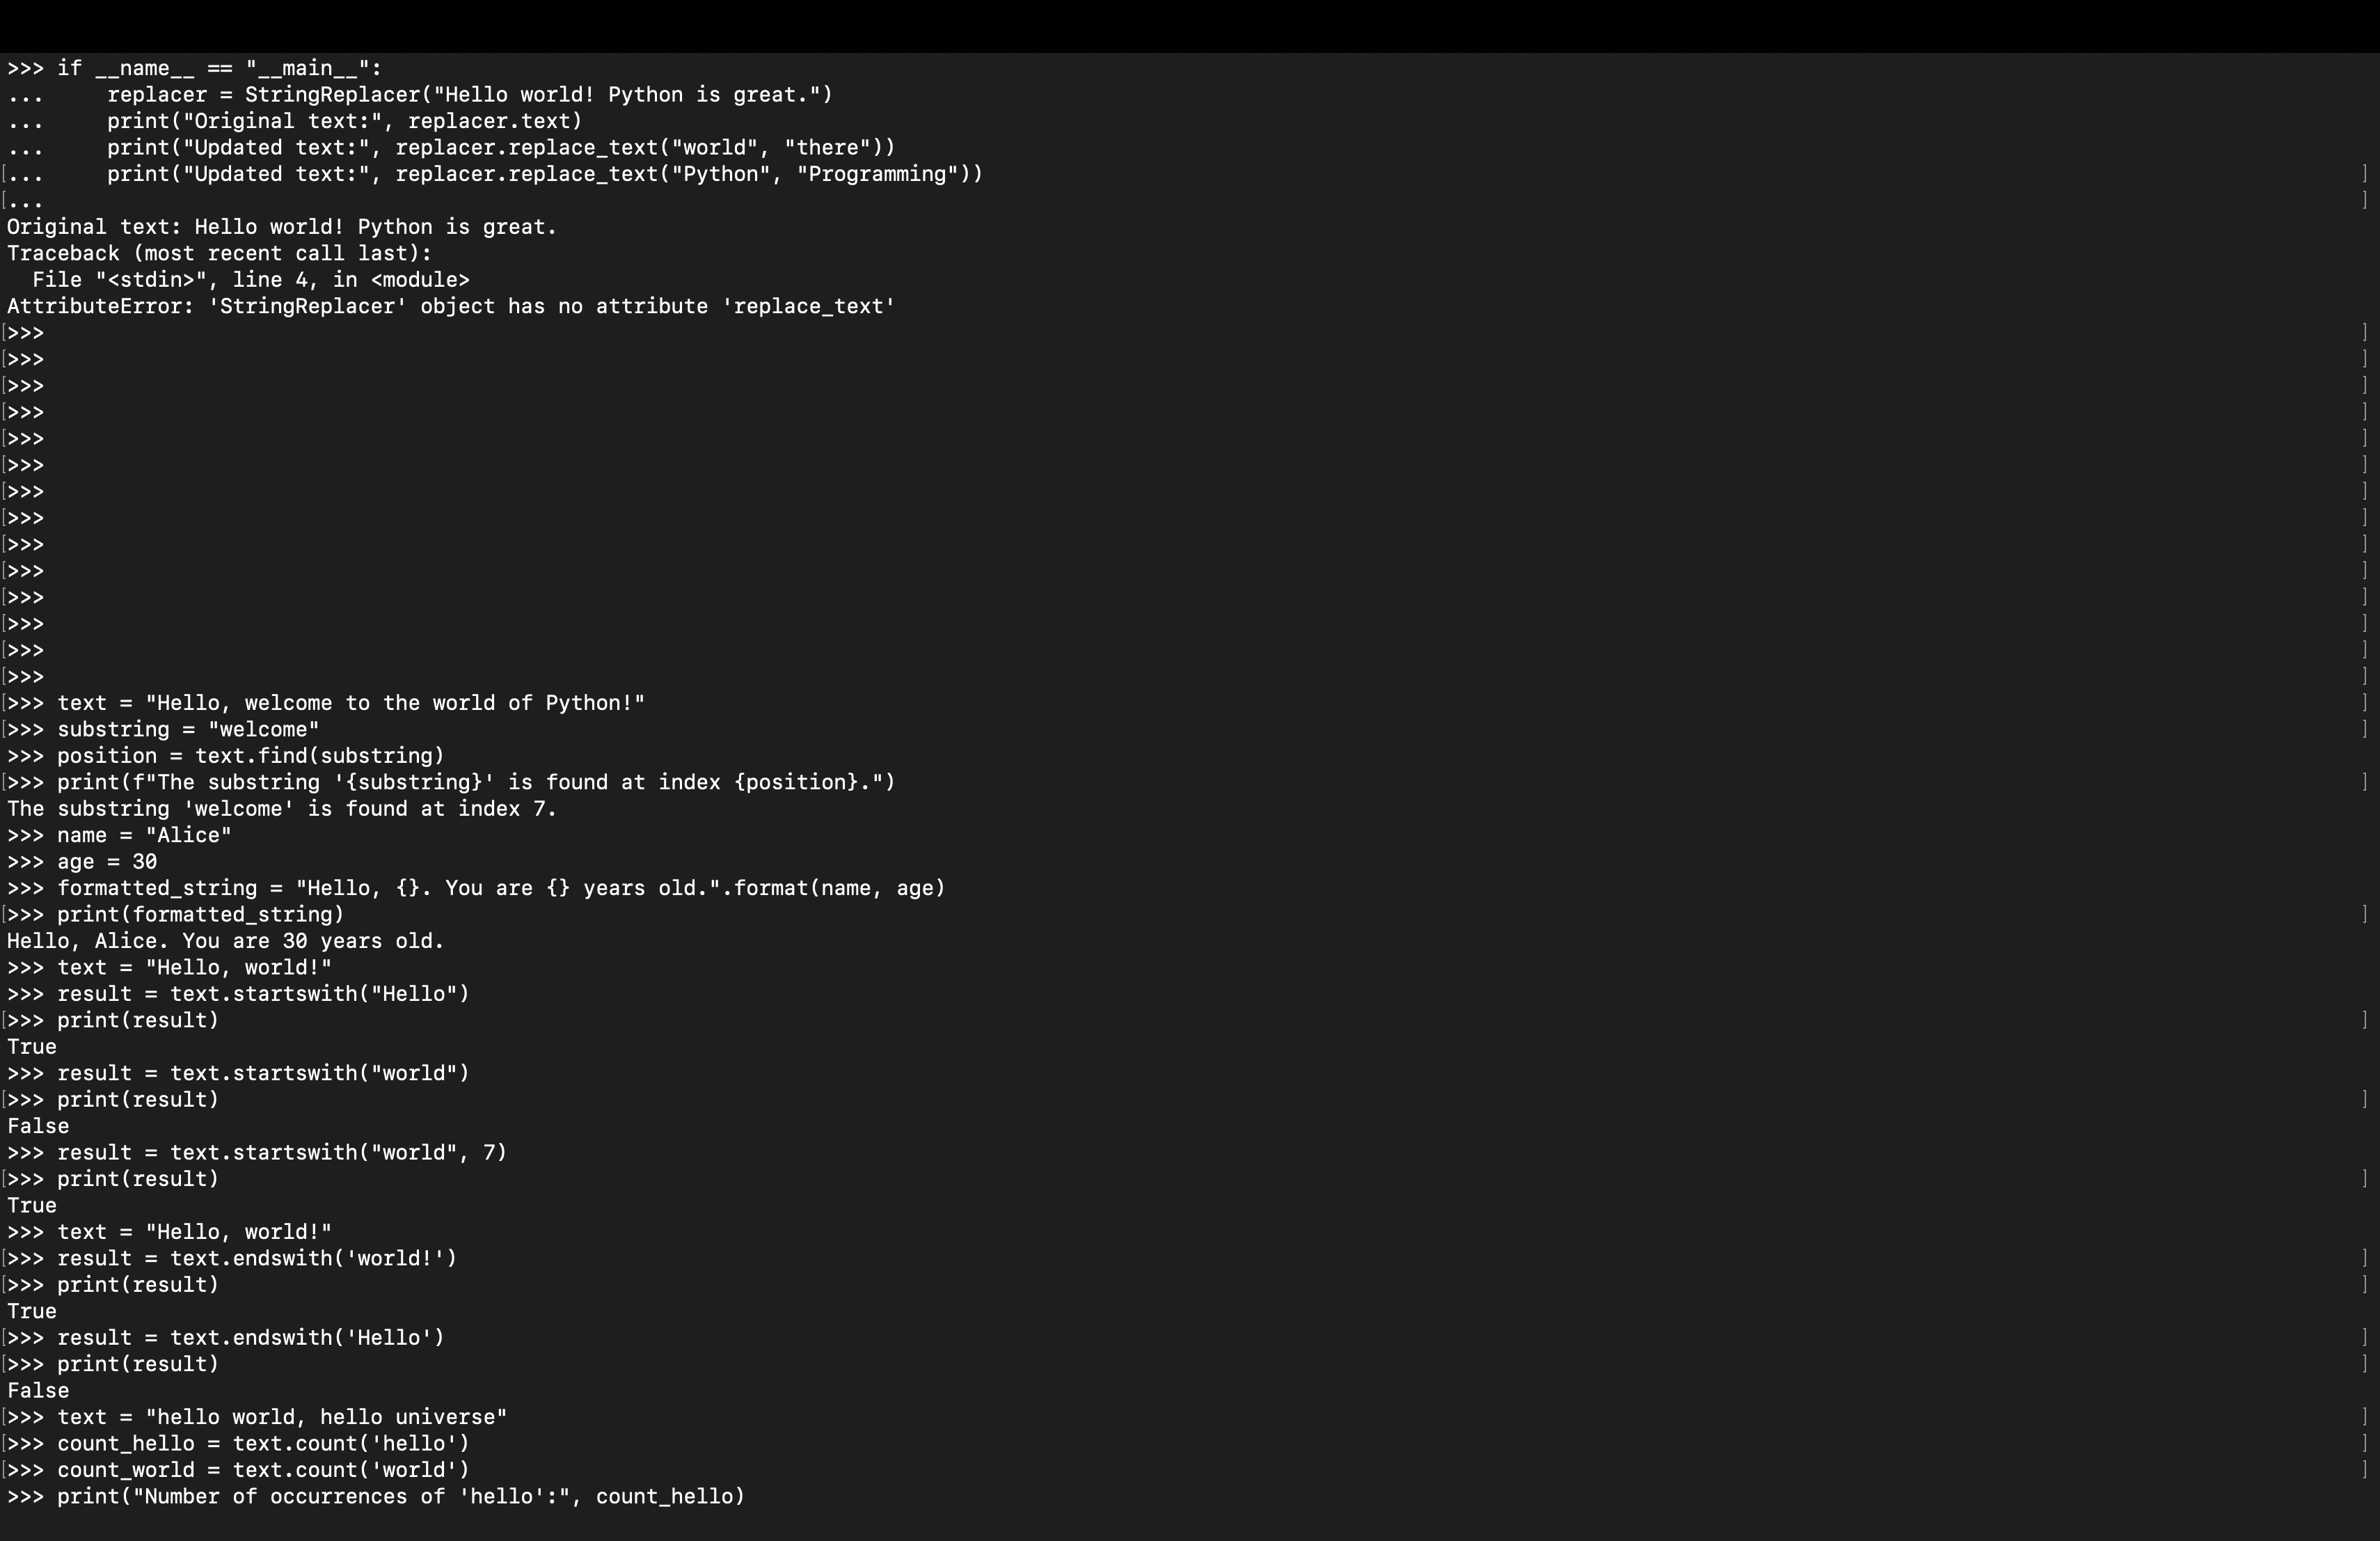 >>> if __name__ == "__main__":
...     replacer = StringReplacer("Hello world! Python is great.")
...     print("Original text:", replacer.text)
...     print("Updated text:", replacer.replace_text("world", "there"))
[...     print("Updated text:", replacer.replace_text("Python", "Programming")) ]
[... ]
Original text: Hello world! Python is great.
Traceback (most recent call last):
  File "<stdin>", line 4, in <module>
AttributeError: 'StringReplacer' object has no attribute 'replace_text'
[>>> ]
[>>> ]
[>>> ]
[>>> ]
[>>> ]
[>>> ]
[>>> ]
[>>> ]
[>>> ]
[>>> ]
[>>> ]
[>>> ]
[>>> ]
[>>> ]
[>>> text = "Hello, welcome to the world of Python!" ]
[>>> substring = "welcome" ]
>>> position = text.find(substring)
[>>> print(f"The substring '{substring}' is found at index {position}.") ]
The substring 'welcome' is found at index 7.
>>> name = "Alice"
>>> age = 30
>>> formatted_string = "Hello, {}. You are {} years old.".format(name, age)
[>>> print(formatted_string) ]
Hello, Alice. You are 30 years old.
>>> text = "Hello, world!"
>>> result = text.startswith("Hello")
[>>> print(result) ]
True
>>> result = text.startswith("world")
[>>> print(result) ]
False
>>> result = text.startswith("world", 7)
[>>> print(result) ]
True
>>> text = "Hello, world!"
[>>> result = text.endswith('world!') ]
[>>> print(result) ]
True
[>>> result = text.endswith('Hello') ]
[>>> print(result) ]
False
[>>> text = "hello world, hello universe" ]
[>>> count_hello = text.count('hello') ]
[>>> count_world = text.count('world') ]
>>> print("Number of occurrences of 'hello':", count_hello)